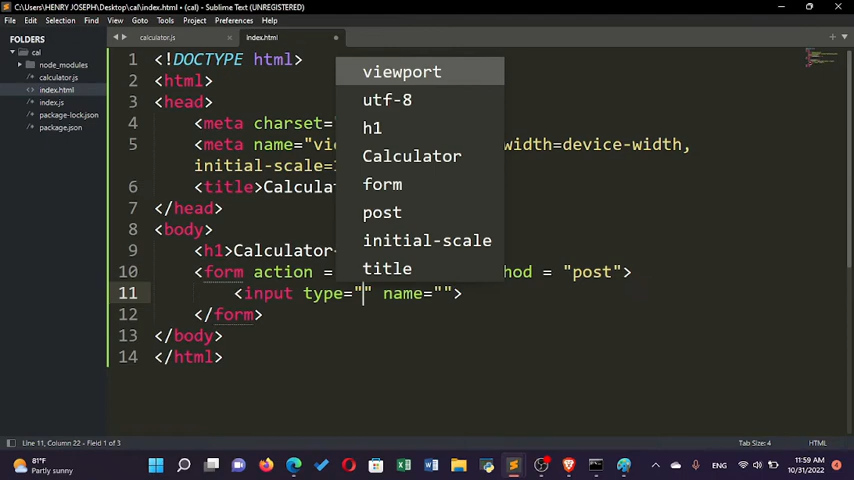 C:\Users\HENRY JOSEPH\Desktop\cal\index.html • (cal) - Sublime Text (UNREGISTERED)
File Edit Selection Find View Goto Tools Project Preferences Help
FOLDERS
cal
node_modules
calculator.js
index.html
index.js
package-lock.json
package.json
calculator.js
index.html
1 <!DOCTYPE html>
2 <html>
3 <head>
4 <meta charset=
5 <meta name="vi width=device-width,
initial-scale=
6 <title>Calcula
7 </head>
8 <body>
9 <h1>Calculator
10 <form action = hod = "post">
11 <input type="" name="">
12 </form>
13 </body>
14 </html>
viewport
utf-8
h1
Calculator
form
post
initial-scale
title
Line 11, Column 22 - Field 1 of 3
Tab Size: 4
HTML
81°F
Partly sunny
ENG
11:59 AM
10/31/2022